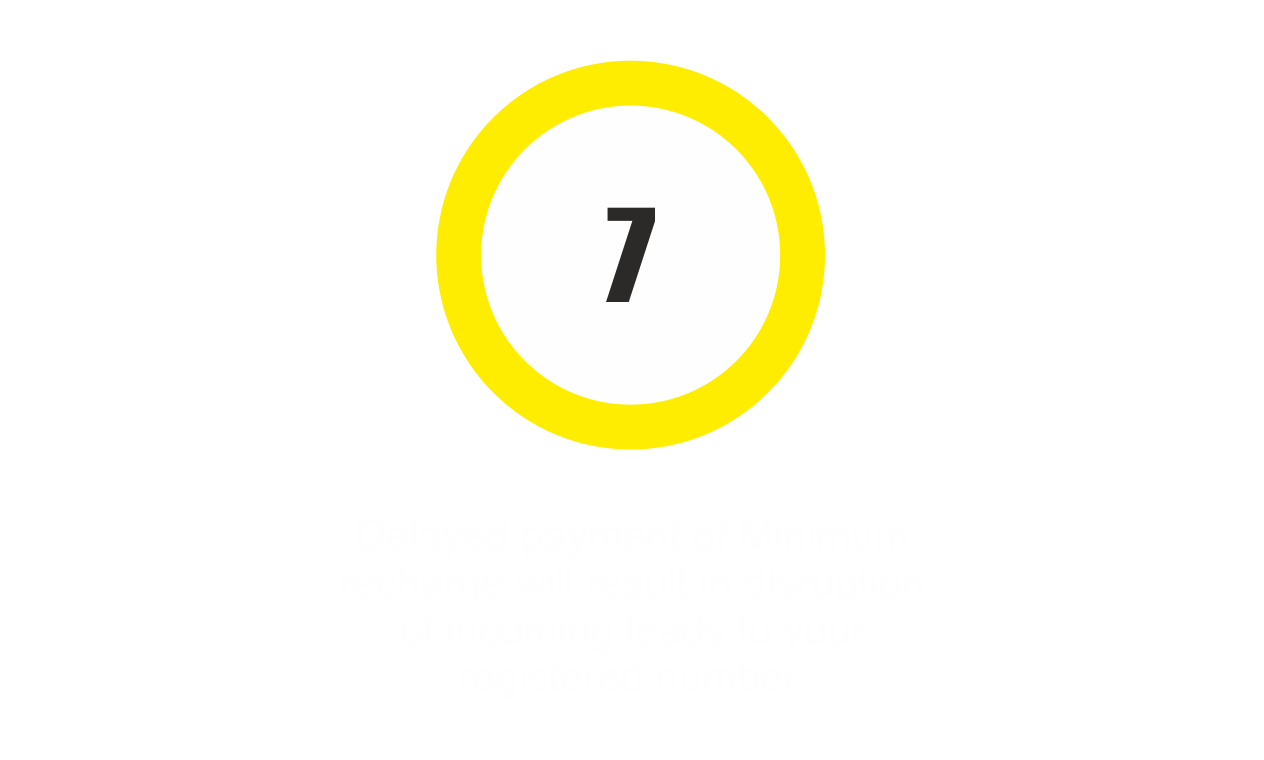 7
Delayed payment of Minimum
recharge will result in disruption
of incoming leads to your
registered number